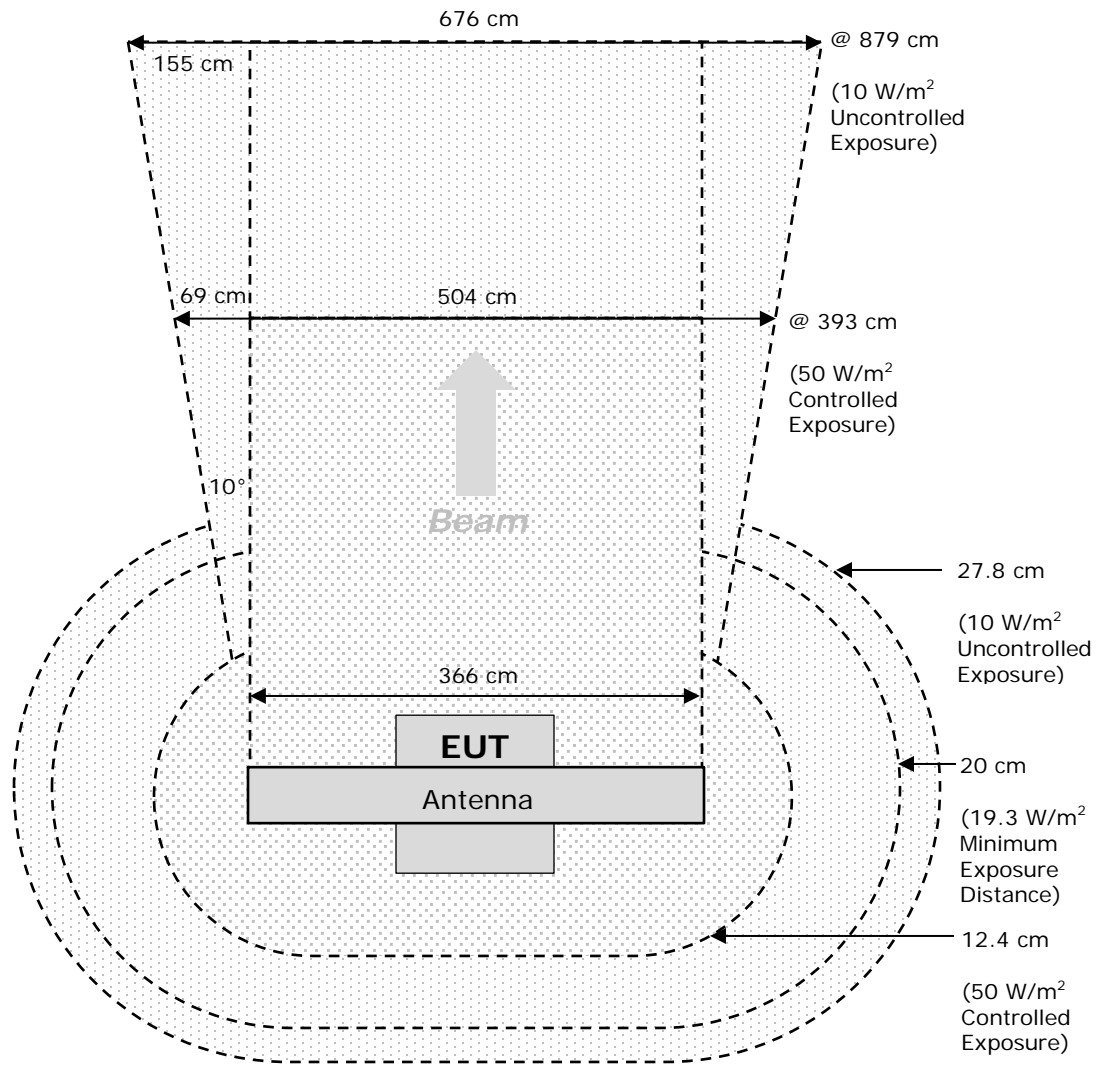 676 cm
@ 879 cm
155 cm
(10 W/m²
Uncontrolled
Exposure)
69 cm
504 cm
@ 393 cm
(50 W/m²
Controlled
Exposure)
10°
Beam
27.8 cm
(10 W/m²
Uncontrolled
Exposure)
366 cm
EUT
Antenna
20 cm
(19.3 W/m²
Minimum
Exposure
Distance)
12.4 cm
(50 W/m²
Controlled
Exposure)